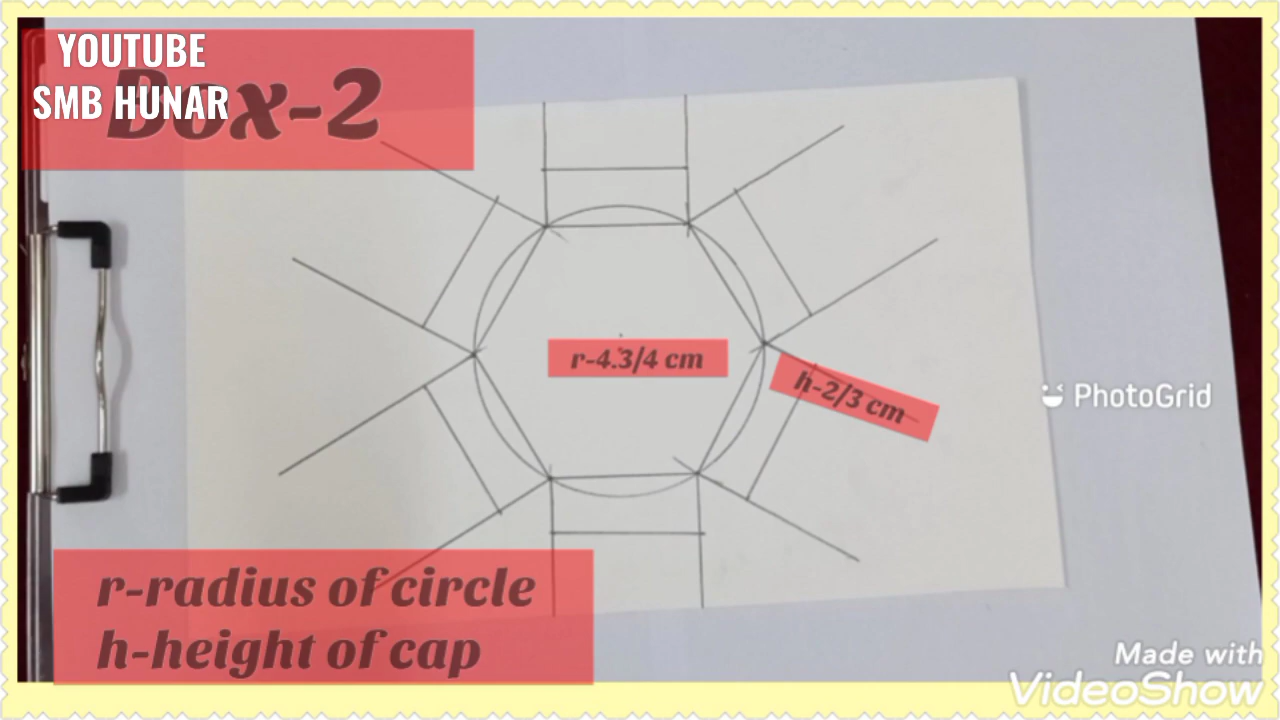 YOUTUBE
SMB HUNAR
Box-2
r-4.3/4 cm
h-2/3 cm
PhotoGrid
r-radius of circle
h-height of cap
Made with
VideoShow